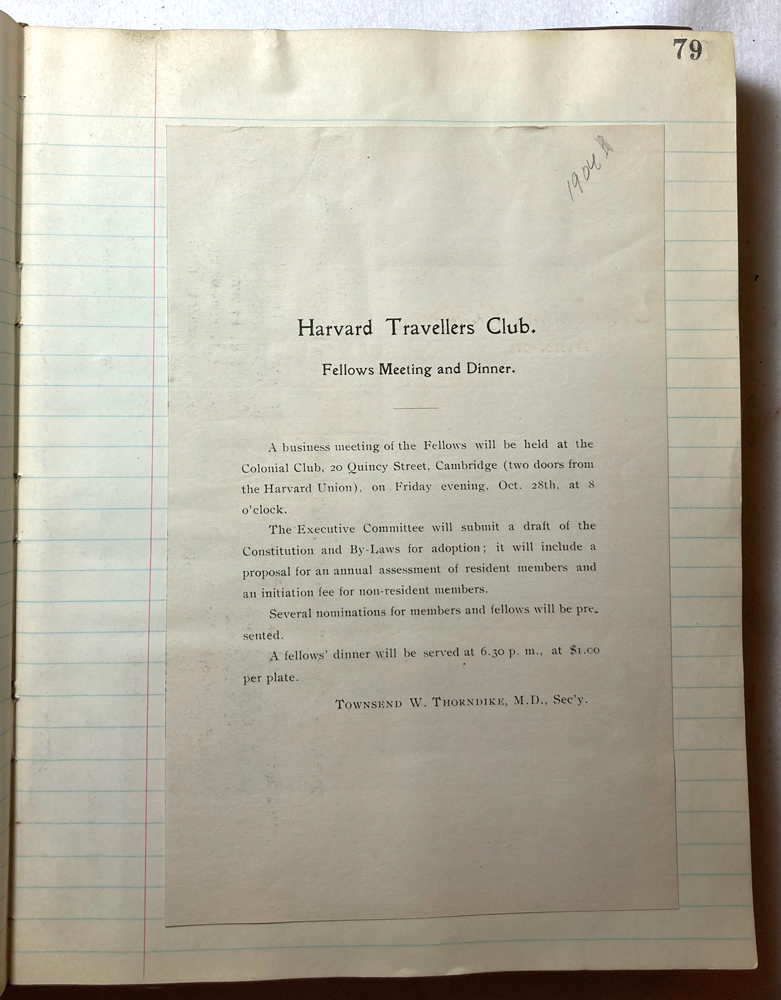 79
Harvard Travellers Club.
Fellows Meeting and Dinner.
A business meeting of the Fellows will be held at the
Colonial Club, 20 Quincy Street, Cambridge (two doors from
the Harvard Union), on Friday evening, Oct. 28th, at 8
o'clock.
The Executive Committee will submit a draft of the
Constitution and By-Laws for adoption; it will include a
proposal for an annual assessment of resident members and
an initiation fee for non-resident members.
Several nominations for members and fellows will be pre-
sented.
A fellows' dinner will be served at 6.30 p. m., at $1.00
per plate.
Townsend W. Thorndike, M.D., Sec'y.